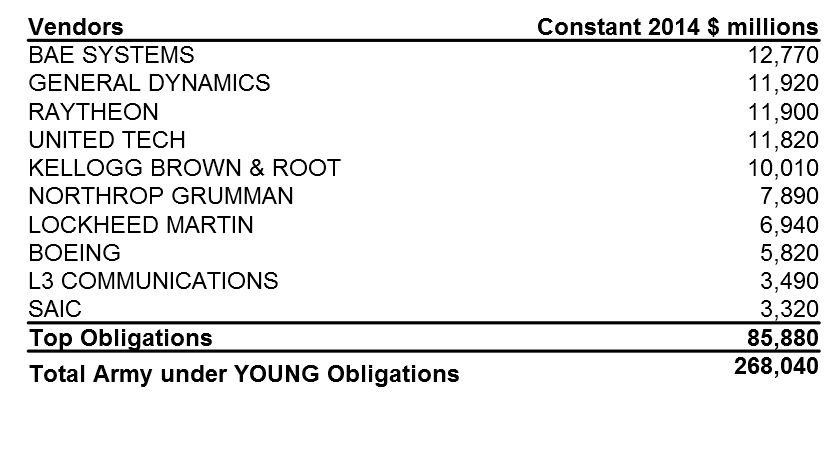 Vendors Constant 2014 $ millions
BAE SYSTEMS 12,770
GENERAL DYNAMICS 11,920
RAYTHEON 11,900
UNITED TECH 11,820
KELLOGG BROWN & ROOT 10,010
NORTHROP GRUMMAN 7,890
LOCKHEED MARTIN 6,940
BOEING 5,820
L3 COMMUNICATIONS 3,490
SAIC 3,320
Top Obligations 85,880
Total Army under YOUNG Obligations 268,040